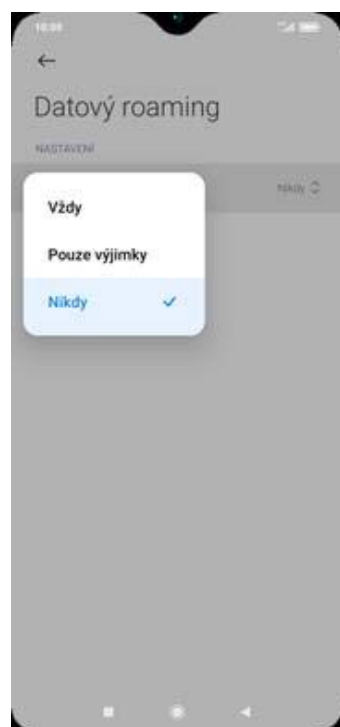 Datový roaming
NASTAVENÍ
Nikdy
Vždy
Pouze výjimky
Nikdy